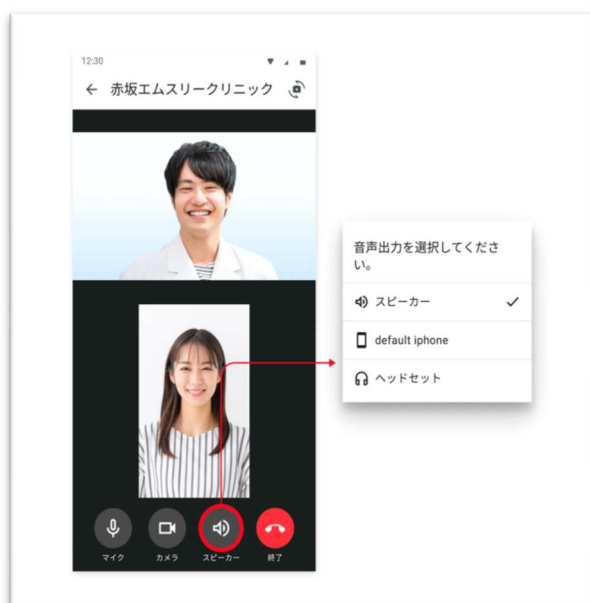 12:30
赤坂エムスリークリニック
音声出力を選択してくださ
い。
スピーカー
default iphone
ヘッドセット
マイク
カメラ
スピーカー
終了